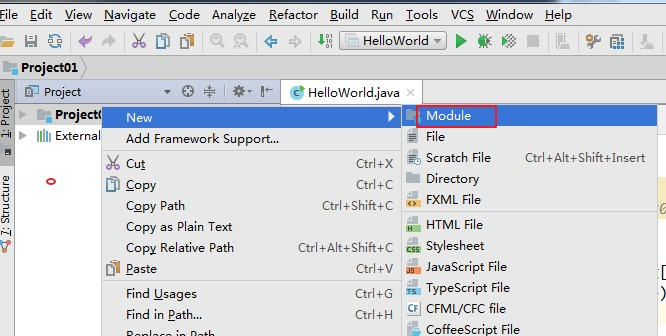 File Edit View Navigate Code Analyze Refactor Build Run Tools VCS Window Help
HelloWorld
Project01
Project
HelloWorld.java
1: Project
7: Structure
External
New
Add Framework Support...
Cut Ctrl+X
Copy Ctrl+C
Copy Path Ctrl+Shift+C
Copy as Plain Text
Copy Relative Path Ctrl+Alt+Shift+C
Paste Ctrl+V
Find Usages Ctrl+G
Find in Path... Ctrl+H
Replace in Path
Module
File
Scratch File Ctrl+Alt+Shift+Insert
Directory
FXML File
HTML File
Stylesheet
JavaScript File
TypeScript File
CFML/CFC file
CoffeeScript File